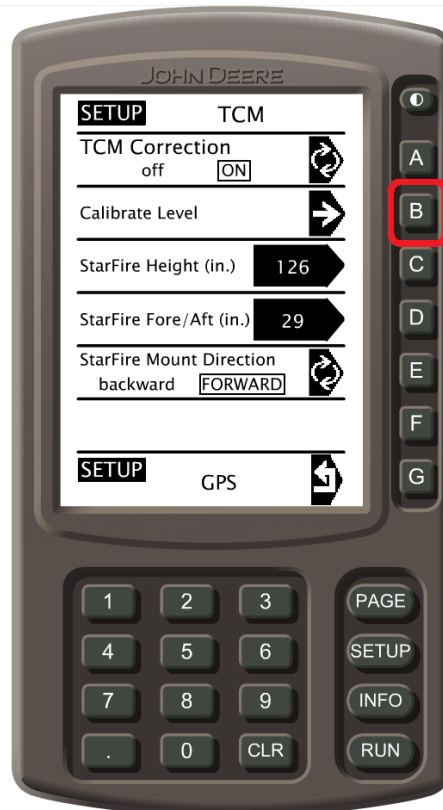 JOHN DEERE
SETUP TCM
TCM Correction
off ON
Calibrate Level
StarFire Height (in.) 126
StarFire Fore/Aft (in.) 29
StarFire Mount Direction
backward FORWARD
SETUP
GPS
A
B
C
D
E
F
G
1 2 3 PAGE
4 5 6 SETUP
7 8 9 INFO
. 0 CLR RUN